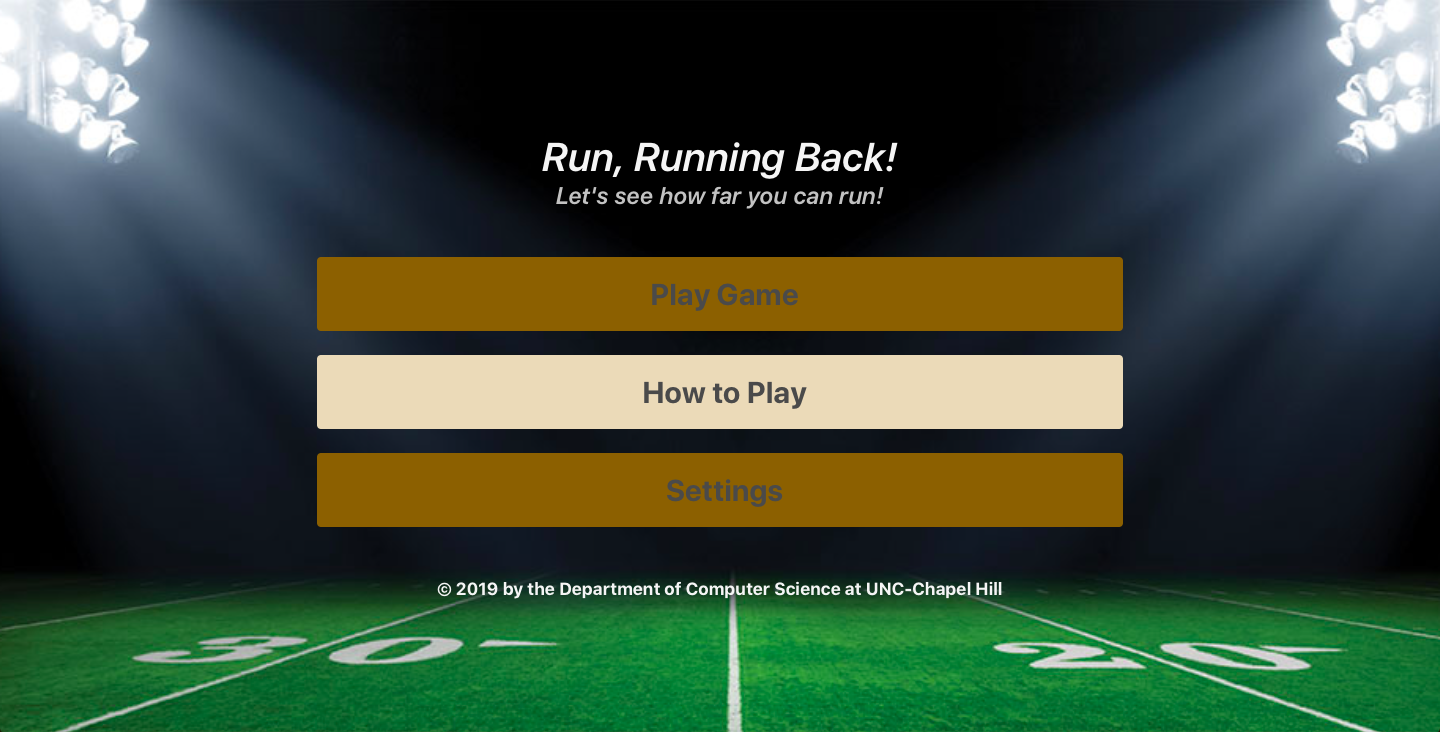 Run, Running Back!
Let's see how far you can run!
Play Game
How to Play
Settings
© 2019 by the Department of Computer Science at UNC-Chapel Hill
30 20